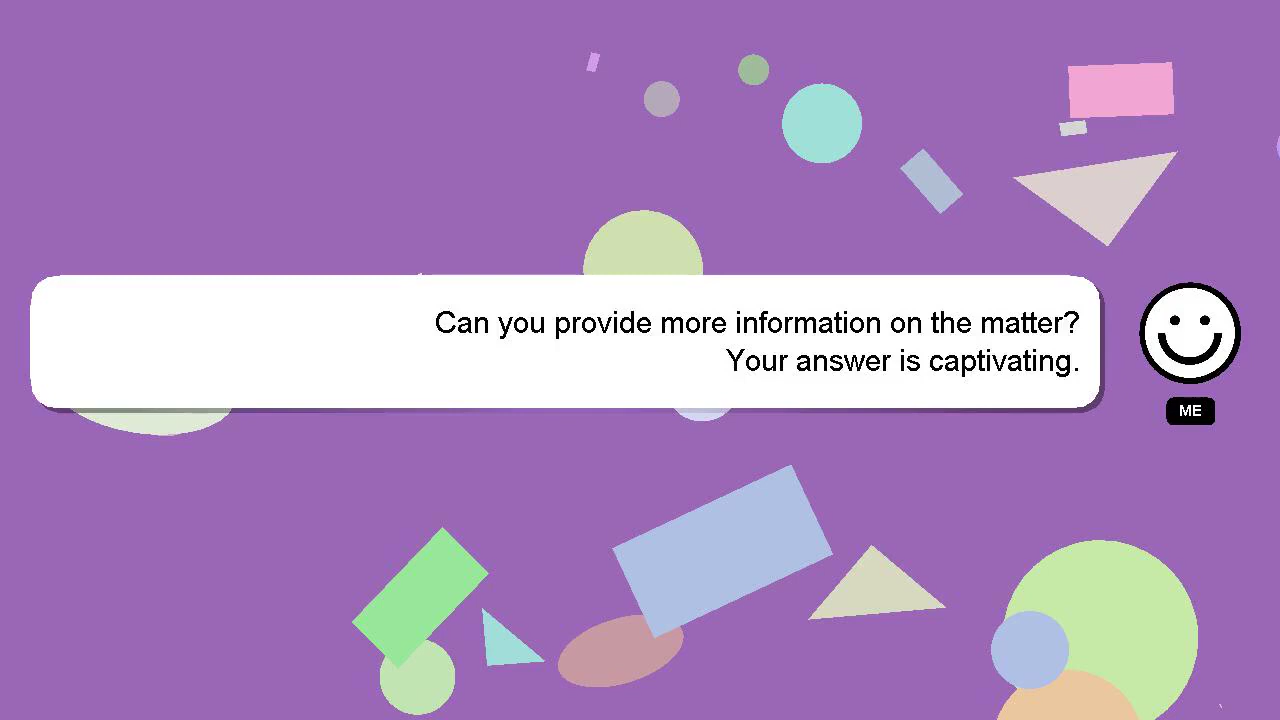 Can you provide more information on the matter?
Your answer is captivating.
ME